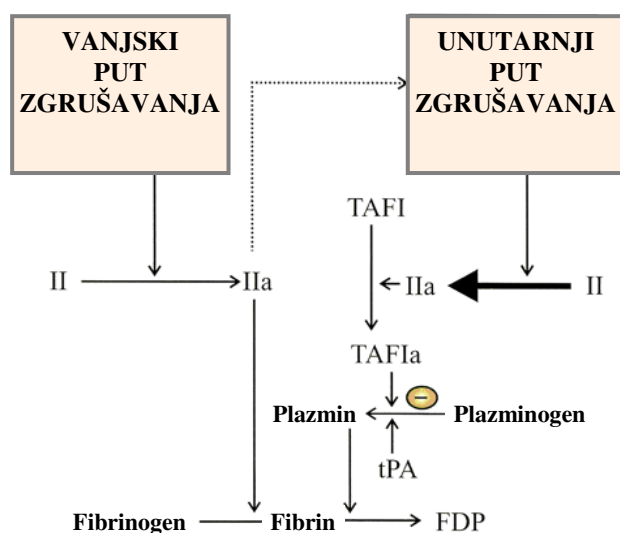 VANJSKI
PUT
ZGRUŠAVANJA
UNUTARNJI
PUT
ZGRUŠAVANJA
TAFI
II
IIa
IIa
II
TAFIa
–
Plazmin
Plazminogen
tPA
Fibrinogen
Fibrin
FDP